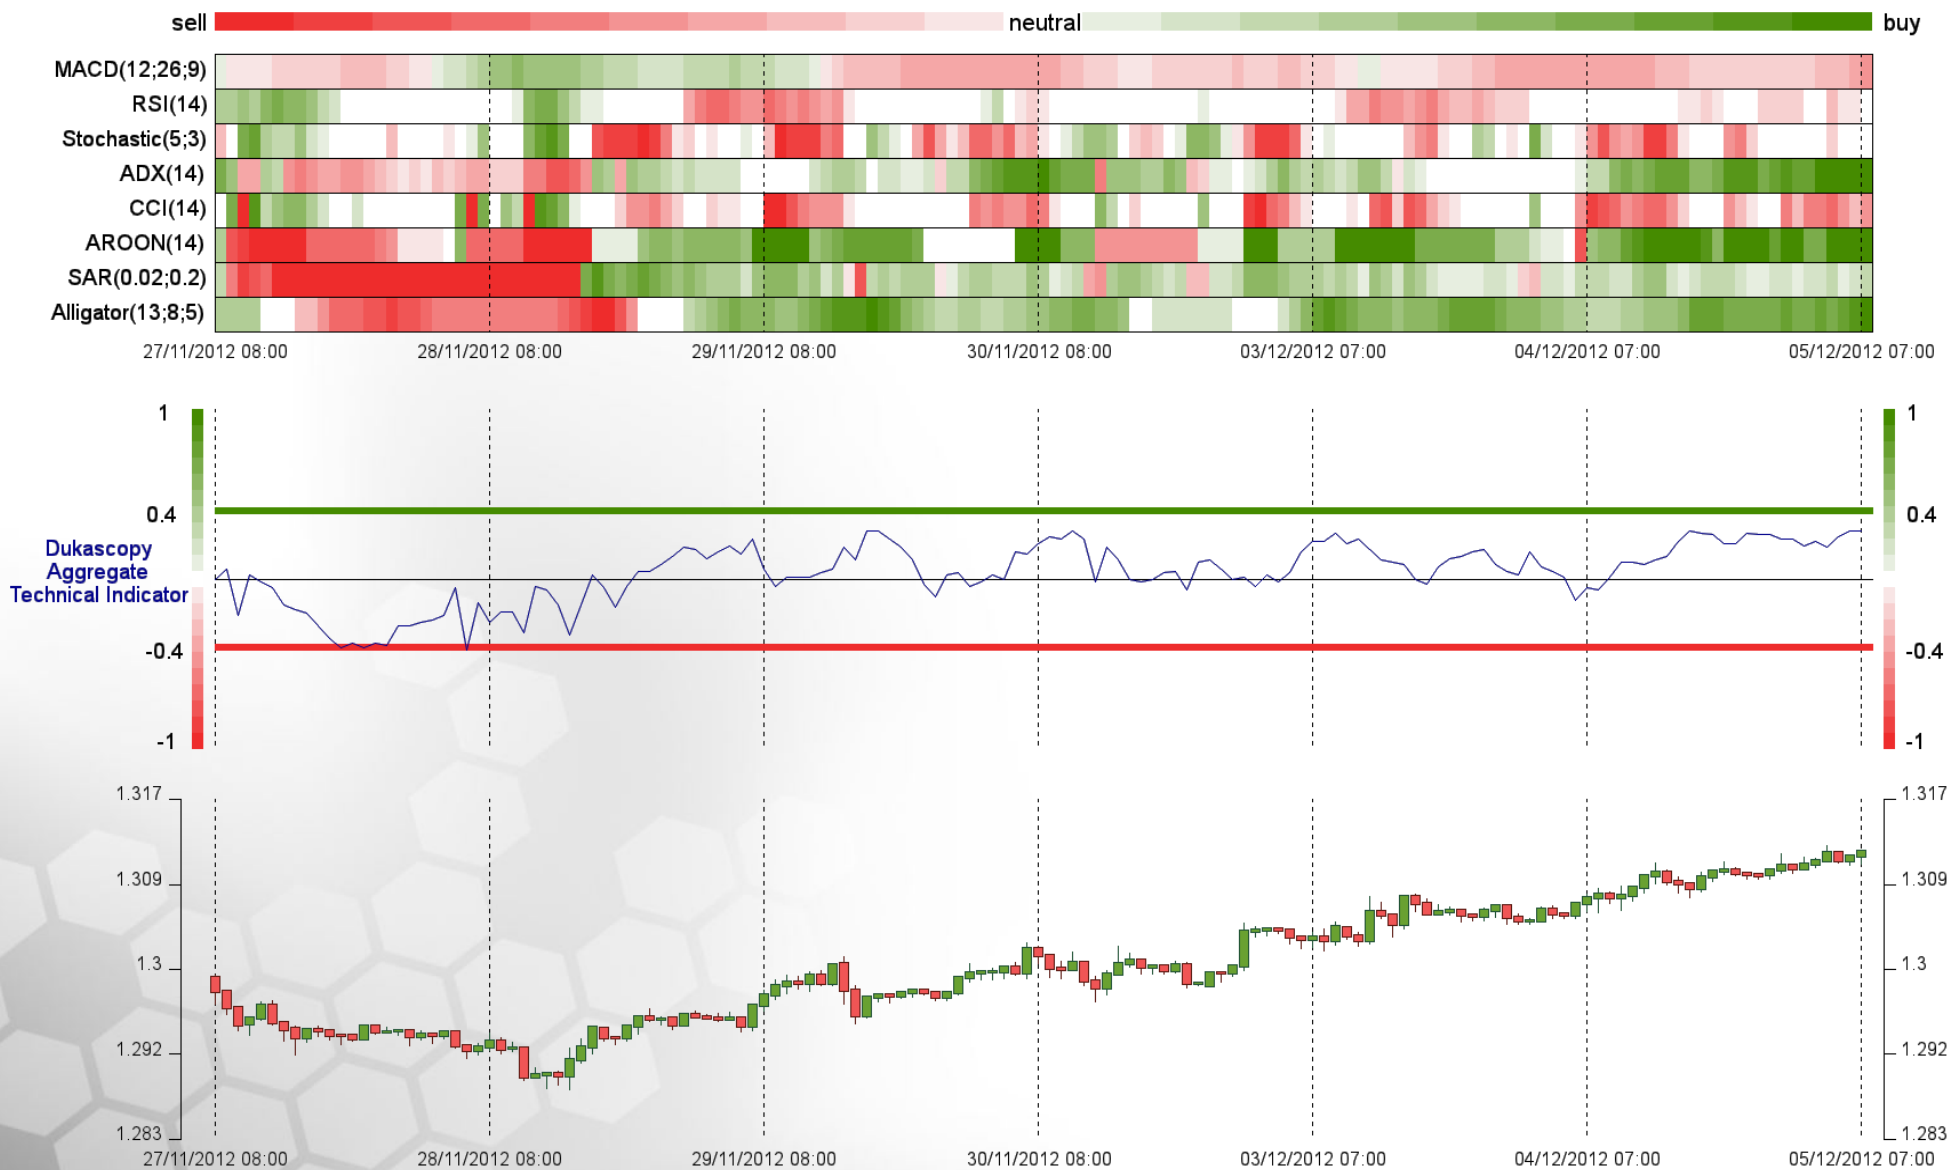 sell neutral buy
MACD(12;26;9)
RSI(14)
Stochastic(5;3)
ADX(14)
CCI(14)
AROON(14)
SAR(0.02;0.2)
Alligator(13;8;5)
27/11/2012 08:00 28/11/2012 08:00 29/11/2012 08:00 30/11/2012 08:00 03/12/2012 07:00 04/12/2012 07:00 05/12/2012 07:00
1 1
0.4 0.4
Dukascopy
Aggregate
Technical Indicator
-0.4 -0.4
-1 -1
1.317 1.317
1.309 1.309
1.3 1.3
1.292 1.292
1.283 1.283
27/11/2012 08:00 28/11/2012 08:00 29/11/2012 08:00 30/11/2012 08:00 03/12/2012 07:00 04/12/2012 07:00 05/12/2012 07:00